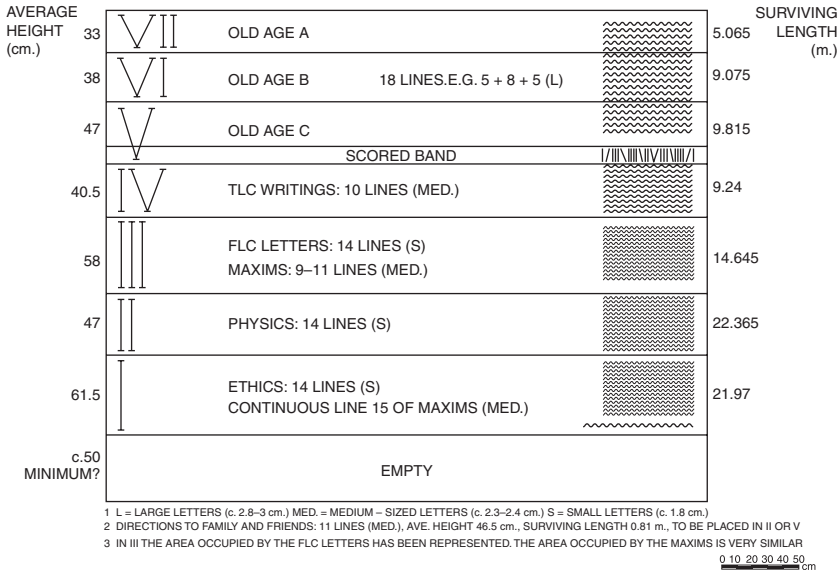 AVERAGE HEIGHT (cm.)
SURVIVING LENGTH (m.)
33 VII OLD AGE A 5.065
38 VI OLD AGE B 18 LINES.E.G. 5 + 8 + 5 (L) 9.075
47 V OLD AGE C 9.815
SCORED BAND
40.5 IV TLC WRITINGS: 10 LINES (MED.) 9.24
58 III FLC LETTERS: 14 LINES (S) 14.645
MAXIMS: 9–11 LINES (MED.)
47 II PHYSICS: 14 LINES (S) 22.365
61.5 I ETHICS: 14 LINES (S) 21.97
CONTINUOUS LINE 15 OF MAXIMS (MED.)
c.50 MINIMUM? EMPTY
1 L = LARGE LETTERS (c. 2.8–3 cm.) MED. = MEDIUM – SIZED LETTERS (c. 2.3–2.4 cm.) S = SMALL LETTERS (c. 1.8 cm.)
2 DIRECTIONS TO FAMILY AND FRIENDS: 11 LINES (MED.), AVE. HEIGHT 46.5 cm., SURVIVING LENGTH 0.81 m., TO BE PLACED IN II OR V
3 IN III THE AREA OCCUPIED BY THE FLC LETTERS HAS BEEN REPRESENTED. THE AREA OCCUPIED BY THE MAXIMS IS VERY SIMILAR
0 10 20 30 40 50 cm